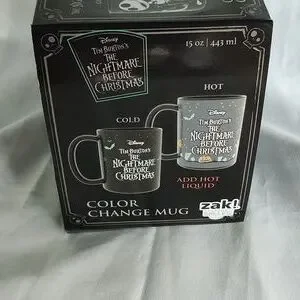 Disney
TIM BURTON'S
THE
NIGHTMARE
BEFORE
CHRISTMAS
15 oz | 443 ml
HOT
COLD
Disney
TIM BURTON'S
THE
NIGHTMARE
BEFORE
CHRISTMAS
Disney
TIM BURTON'S
THE
NIGHTMARE
BEFORE
CHRISTMAS
ADD HOT
LIQUID
COLOR
CHANGE MUG
zak!